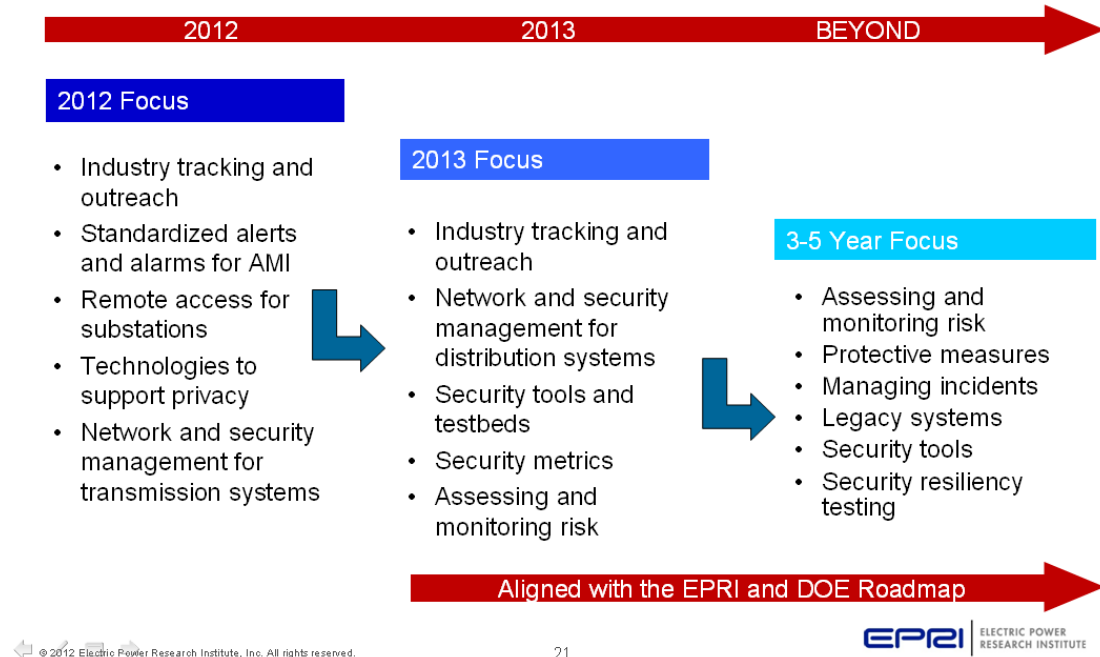 2012 2013 BEYOND
2012 Focus
• Industry tracking and
outreach
• Standardized alerts
and alarms for AMI
• Remote access for
substations
• Technologies to
support privacy
• Network and security
management for
transmission systems
2013 Focus
• Industry tracking and
outreach
• Network and security
management for
distribution systems
• Security tools and
testbeds
• Security metrics
• Assessing and
monitoring risk
3-5 Year Focus
• Assessing and
monitoring risk
• Protective measures
• Managing incidents
• Legacy systems
• Security tools
• Security resiliency
testing
Aligned with the EPRI and DOE Roadmap
© 2012 Electric Power Research Institute, Inc. All rights reserved.
21
EPRI
ELECTRIC POWER
RESEARCH INSTITUTE